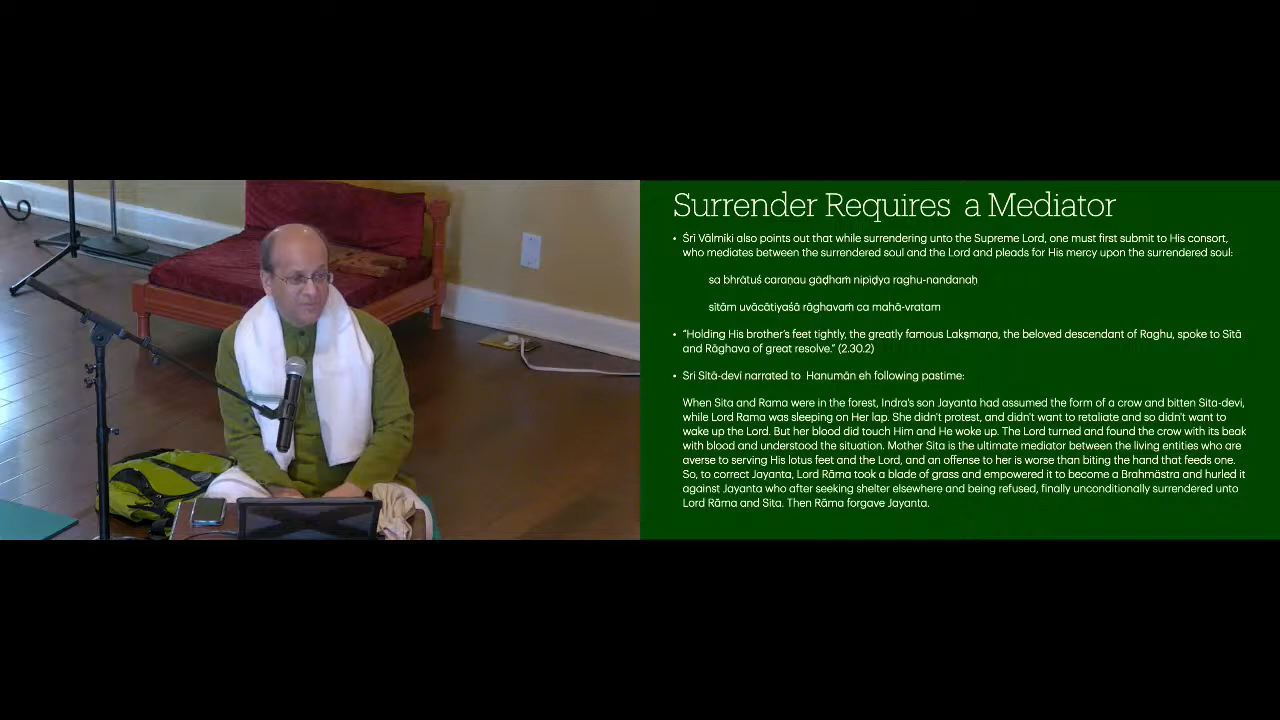 Surrender Requires a Mediator
• Śrī Vālmīki also points out that while surrendering unto the Supreme Lord, one must first submit to His consort,
who mediates between the surrendered soul and the Lord and pleads for His mercy upon the surrendered soul:
sa bhrātuś caraṇau gāḍhaṁ nipīḍya raghu-nandanaḥ
sītām uvācātiyaśā rāghavaṁ ca mahā-vratam
• “Holding His brother’s feet tightly, the greatly famous Lakṣmaṇa, the beloved descendant of Raghu, spoke to Sītā
and Rāghava of great resolve.” (2.30.2)
• Sri Sītā-devī narrated to Hanumān eh following pastime:
When Sita and Rama were in the forest, Indra’s son Jayanta had assumed the form of a crow and bitten Sita-devi,
while Lord Rama was sleeping on Her lap. She didn’t protest, and didn’t want to retaliate and so didn’t want to
wake up the Lord. But her blood did touch Him and He woke up. The Lord turned and found the crow with its beak
with blood and understood the situation. Mother Sita is the ultimate mediator between the living entities who are
averse to serving His lotus feet and the Lord, and an offense to her is worse than biting the hand that feeds one.
So, to correct Jayanta, Lord Rāma took a blade of grass and empowered it to become a Brahmāstra and hurled it
against Jayanta who after seeking shelter elsewhere and being refused, finally unconditionally surrendered unto
Lord Rāma and Sita. Then Rāma forgave Jayanta.